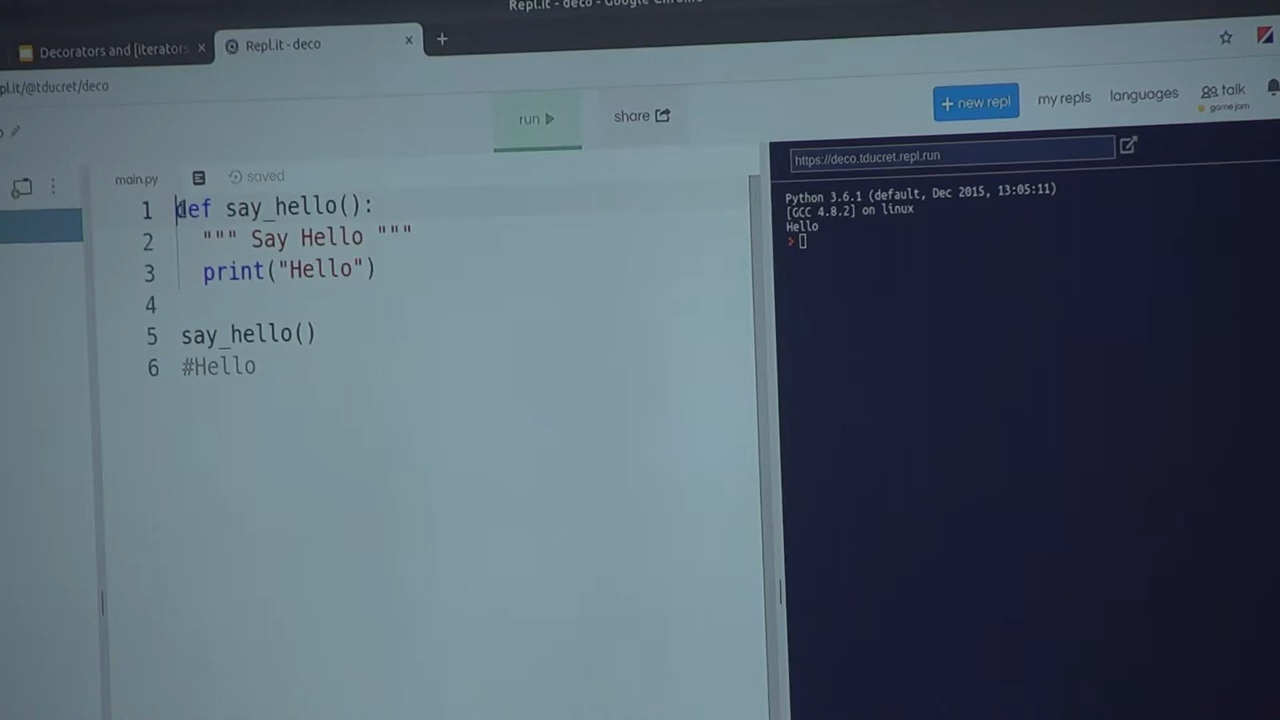 Repl.it - deco - Google Chrome
Decorators and [iterators
Repl.it - deco
pl.it/@tducret/deco
run
share
+ new repl
my repls
languages
talk
game jam
main.py
saved
https://deco.tducret.repl.run
1 def say_hello():
2 """ Say Hello """
3 print("Hello")
4
5 say_hello()
6 #Hello
Python 3.6.1 (default, Dec 2015, 13:05:11)
[GCC 4.8.2] on linux
Hello
>